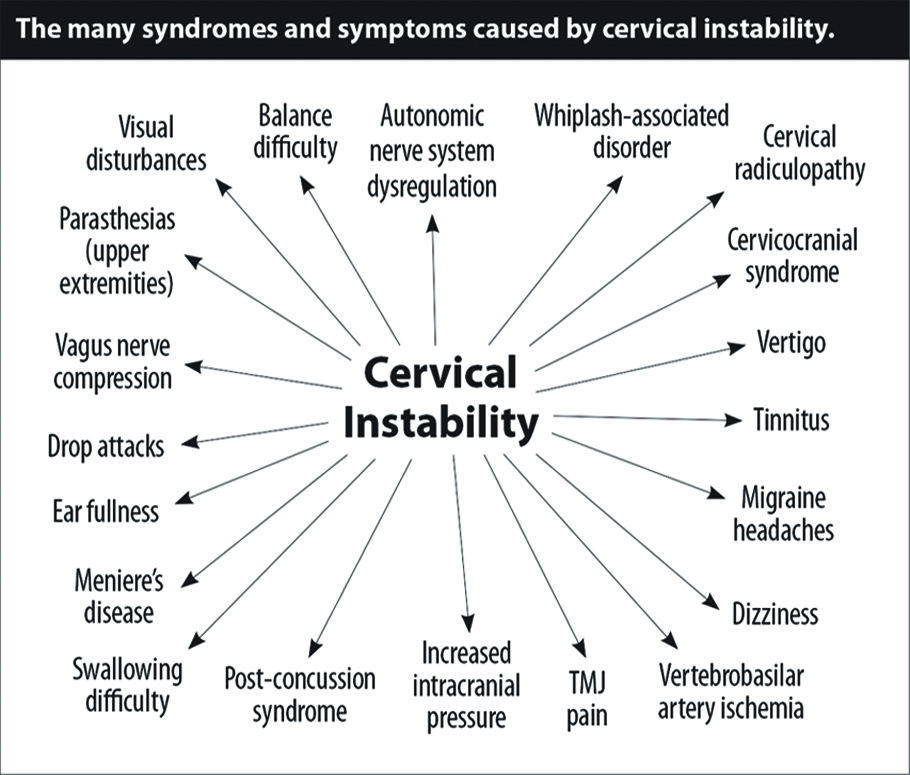 The many syndromes and symptoms caused by cervical instability.
Visual
disturbances
Balance
difficulty
Autonomic
nerve system
dysregulation
Whiplash-associated
disorder
Cervical
radiculopathy
Parasthesias
(upper
extremities)
Cervicocranial
syndrome
Vagus nerve
compression
Cervical
Instability
Vertigo
Drop attacks
Tinnitus
Ear fullness
Migraine
headaches
Meniere's
disease
Dizziness
Swallowing
difficulty
Post-concussion
syndrome
Increased
intracranial
pressure
TMJ
pain
Vertebrobasilar
artery ischemia